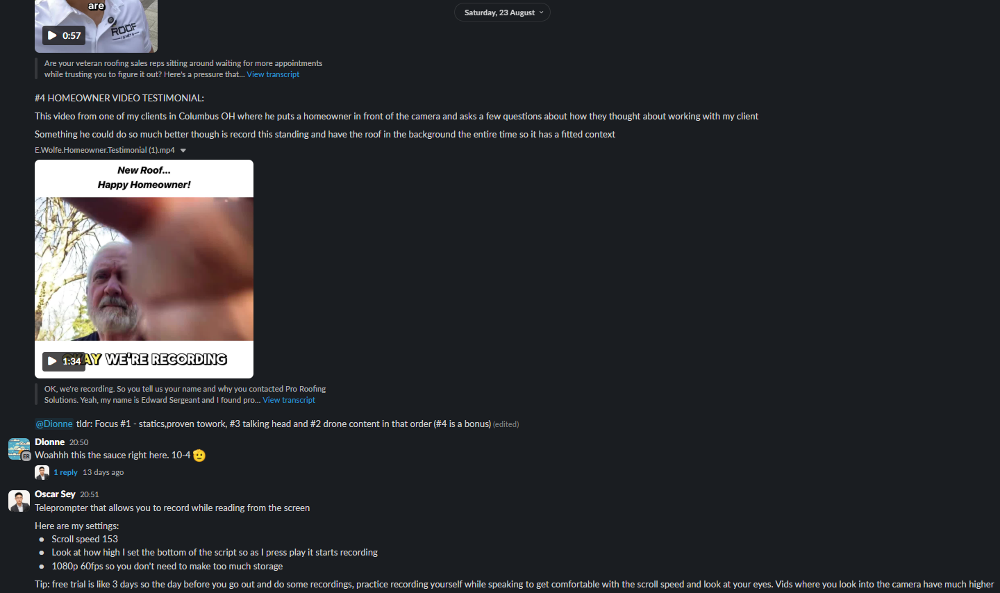 Saturday, 23 August
are
ROOF
IGNITE
0:57
Are your veteran roofing sales reps sitting around waiting for more appointments
while trusting you to figure it out? Here's a pressure that... View transcript
#4 HOMEOWNER VIDEO TESTIMONIAL:
This video from one of my clients in Columbus OH where he puts a homeowner in front of the camera and asks a few questions about how they thought about working with my client
Something he could do so much better though is record this standing and have the roof in the background the entire time so it has a fitted context
E.Wolfe.Homeowner.Testimonial (1).mp4
New Roof...
Happy Homeowner!
OKAY WE'RE RECORDING
1:34
OK, we're recording. So you tell us your name and why you contacted Pro Roofing
Solutions. Yeah, my name is Edward Sergeant and I found pro... View transcript
@Dionne tldr: Focus #1 - statics,proven towork, #3 talking head and #2 drone content in that order (#4 is a bonus) (edited)
Dionne 20:50
ER
Woahhh this the sauce right here. 10-4 🫡
1 reply 13 days ago
Oscar Sey 20:51
Teleprompter that allows you to record while reading from the screen
Here are my settings:
• Scroll speed 153
• Look at how high I set the bottom of the script so as I press play it starts recording
• 1080p 60fps so you don't need to make too much storage
Tip: free trial is like 3 days so the day before you go out and do some recordings, practice recording yourself while speaking to get comfortable with the scroll speed and look at your eyes. Vids where you look into the camera have much higher